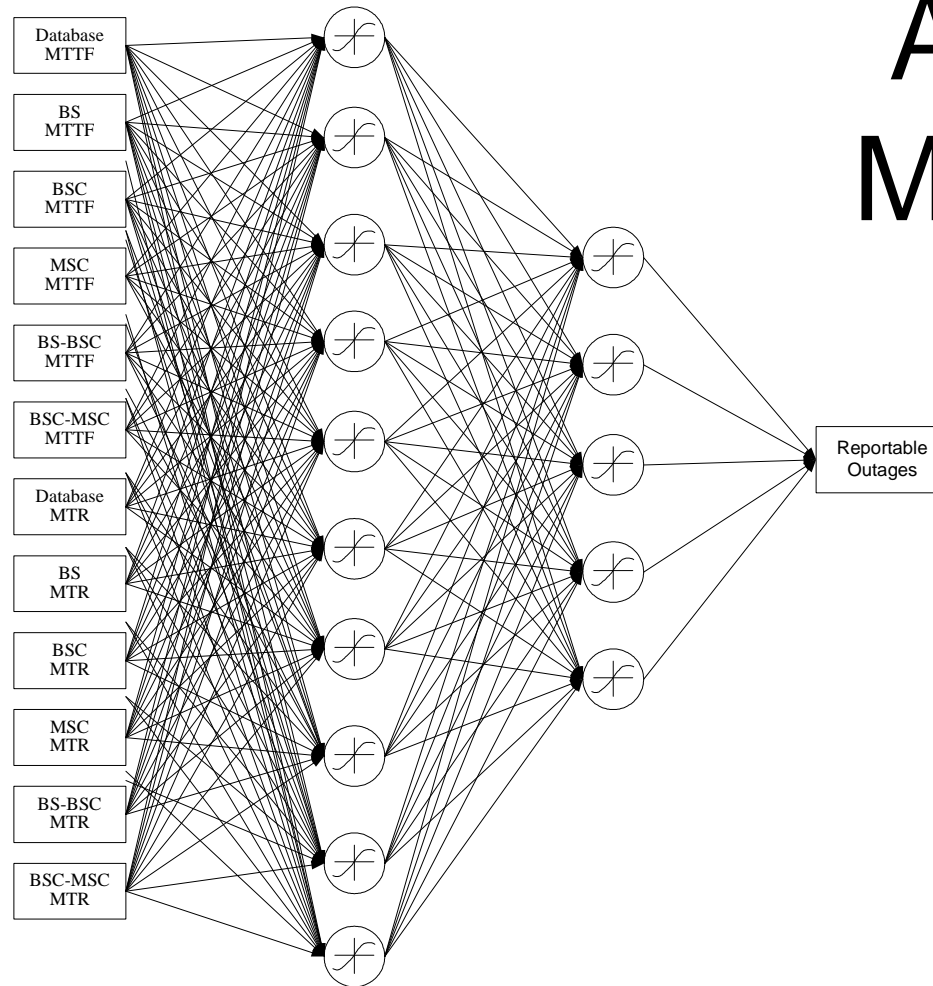 Database
MTTF
BS
MTTF
BSC
MTTF
MSC
MTTF
BS-BSC
MTTF
BSC-MSC
MTTF
Database
MTR
BS
MTR
BSC
MTR
MSC
MTR
BS-BSC
MTR
BSC-MSC
MTR
Reportable
Outages
A
M